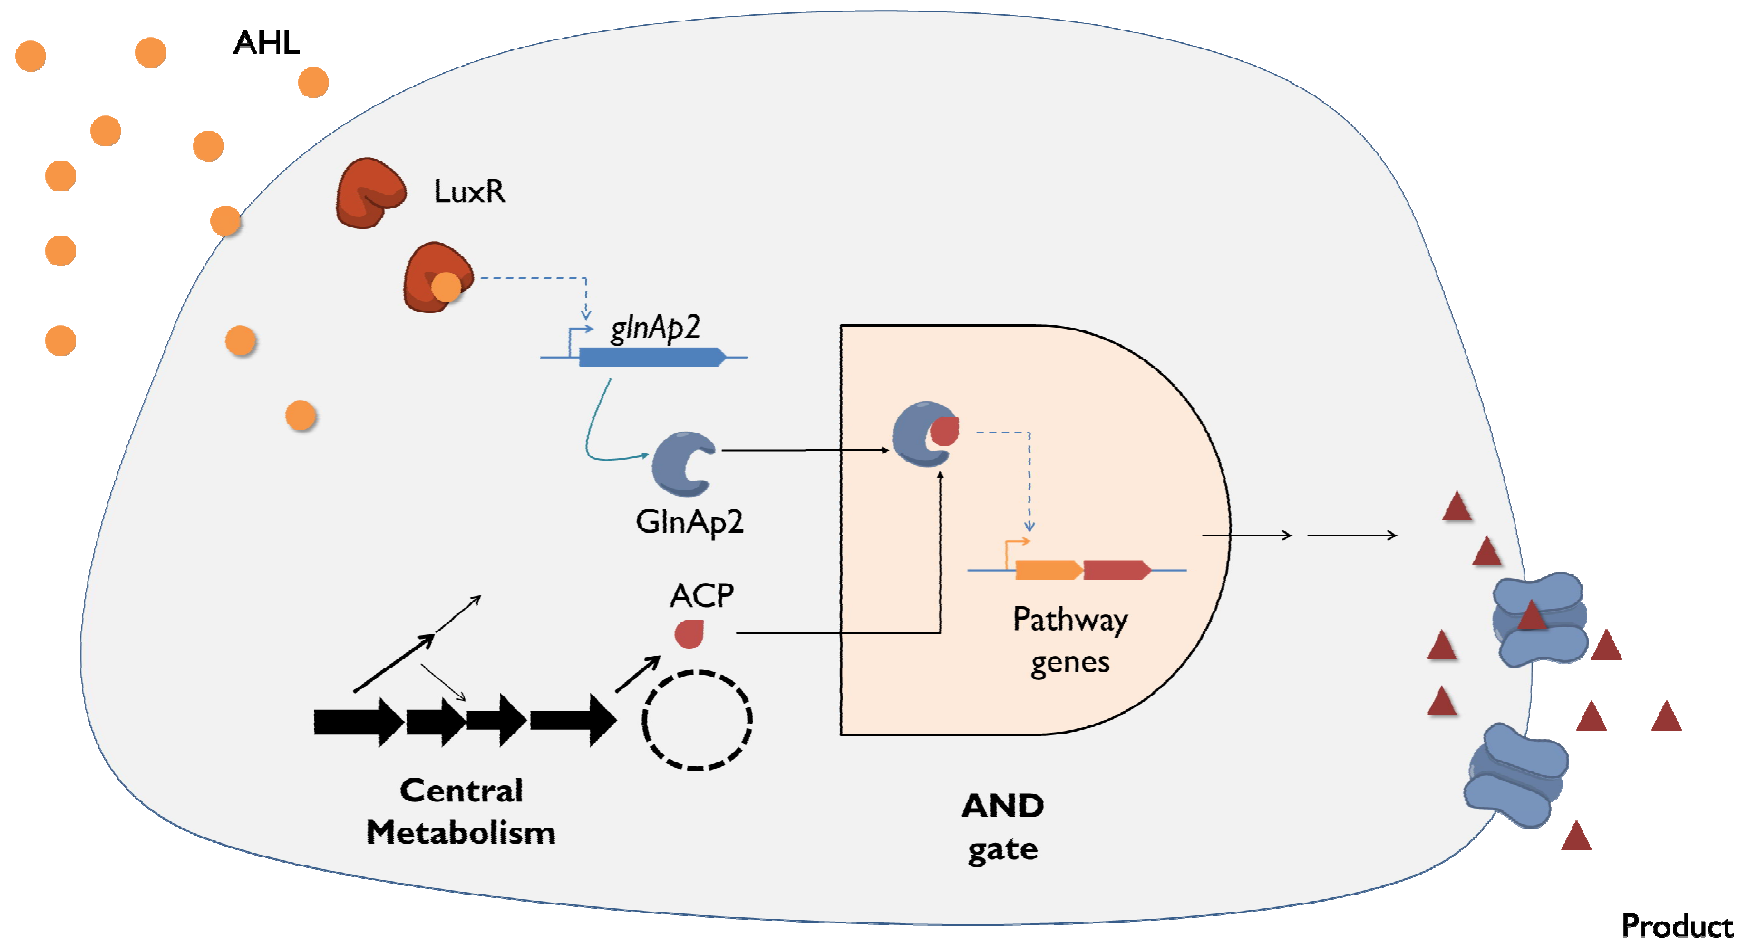 AHL
LuxR
glnAp2
GlnAp2
ACP
Pathway
genes
Central
Metabolism
AND
gate
Product